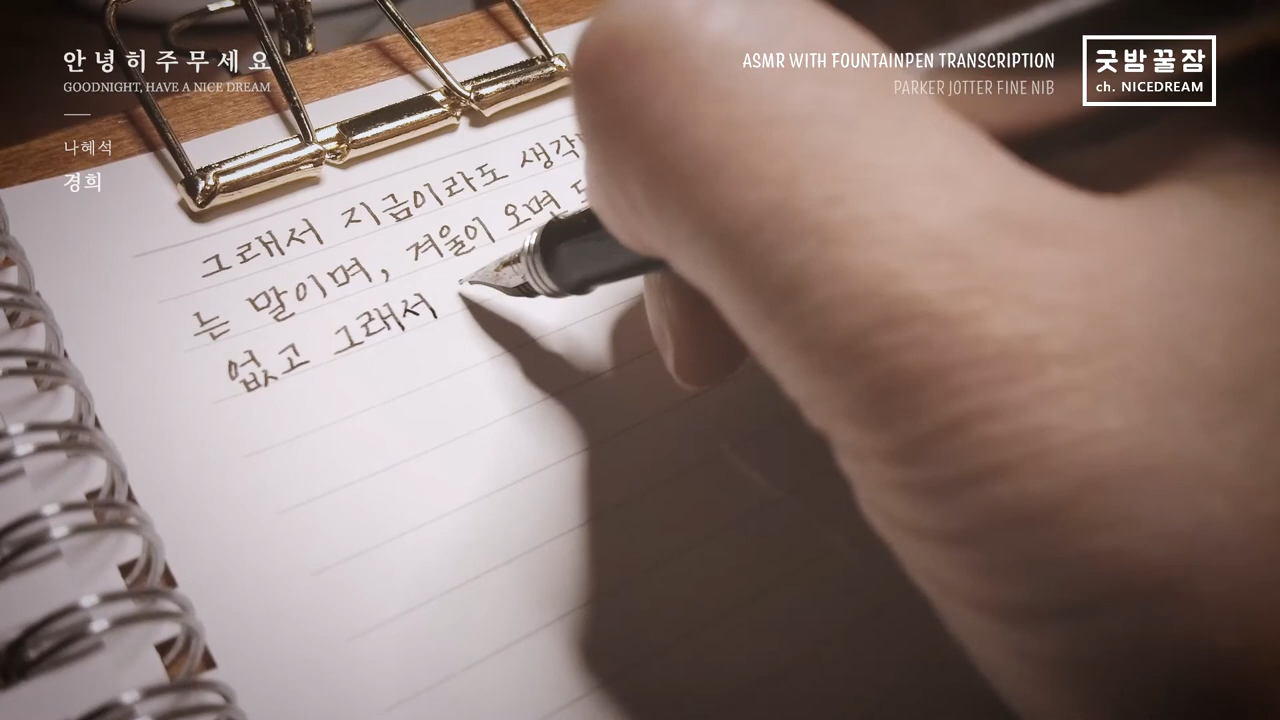 안녕히주무세요
GOODNIGHT, HAVE A NICE DREAM
나혜석
경희
ASMR WITH FOUNTAINPEN TRANSCRIPTION
PARKER JOTTER FINE NIB
굿밤꿀잠
ch. NICEDREAM
그래서 지금이라도 생각
는 말이며, 겨울이 오면
없고 그래서